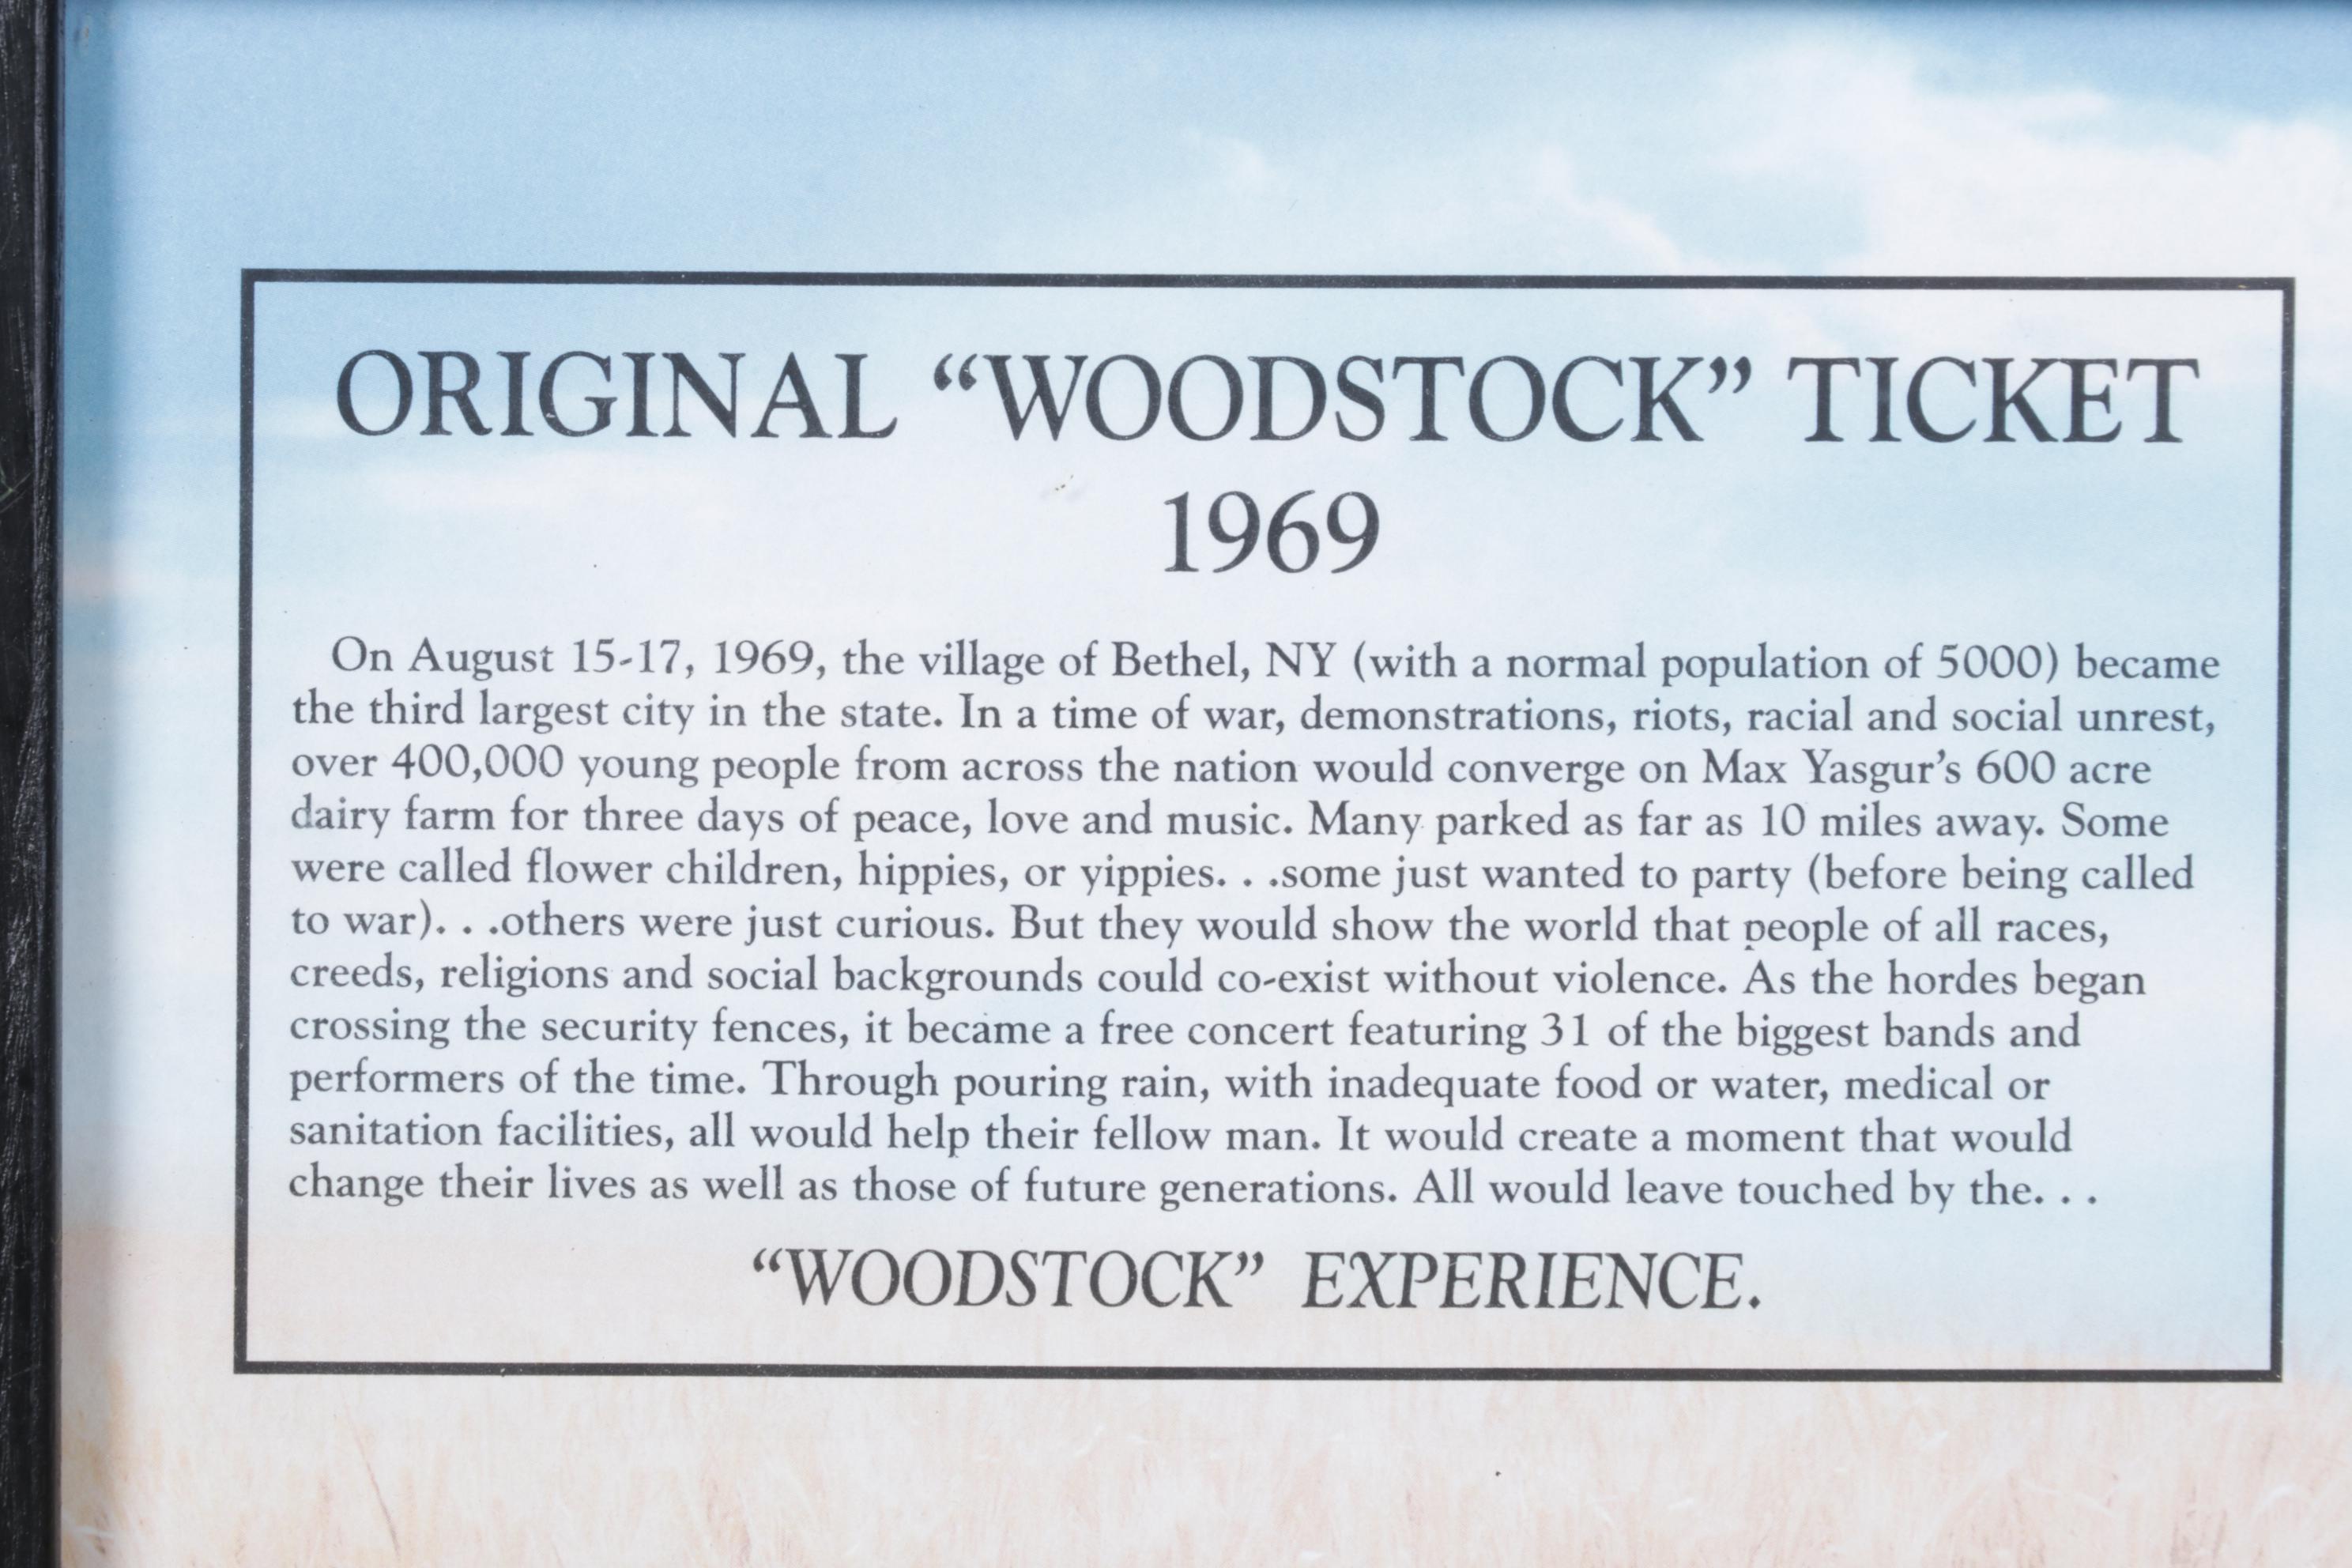 ORIGINAL “WOODSTOCK” TICKET
1969
On August 15-17, 1969, the village of Bethel, NY (with a normal population of 5000) became
the third largest city in the state. In a time of war, demonstrations, riots, racial and social unrest,
over 400,000 young people from across the nation would converge on Max Yasgur’s 600 acre
dairy farm for three days of peace, love and music. Many parked as far as 10 miles away. Some
were called flower children, hippies, or yippies. . .some just wanted to party (before being called
to war). . .others were just curious. But they would show the world that people of all races,
creeds, religions and social backgrounds could co-exist without violence. As the hordes began
crossing the security fences, it became a free concert featuring 31 of the biggest bands and
performers of the time. Through pouring rain, with inadequate food or water, medical or
sanitation facilities, all would help their fellow man. It would create a moment that would
change their lives as well as those of future generations. All would leave touched by the. . .
“WOODSTOCK” EXPERIENCE.